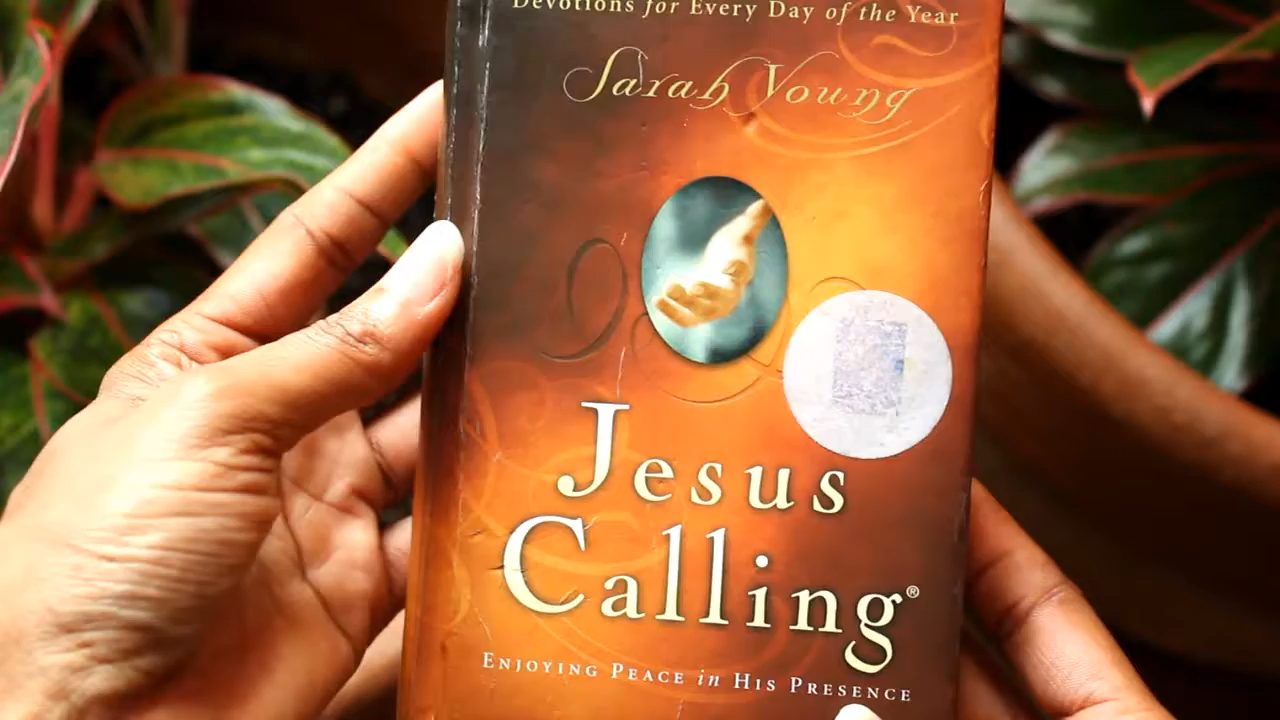 Devotions for Every Day of the Year
Sarah Young
Jesus
Calling®
Enjoying Peace in His Presence